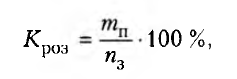 K_роз = m_п / n_з · 100 %,